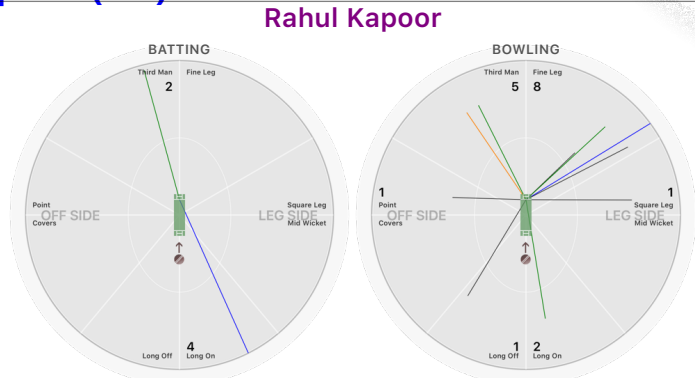 Rahul Kapoor
BATTING
Third Man Fine Leg
2
Point
OFF SIDE
Covers
Square Leg
LEG SIDE
Mid Wicket
4
Long Off Long On
BOWLING
Third Man Fine Leg
5 8
1
Point
OFF SIDE
Covers
1
Square Leg
LEG SIDE
Mid Wicket
1 2
Long Off Long On